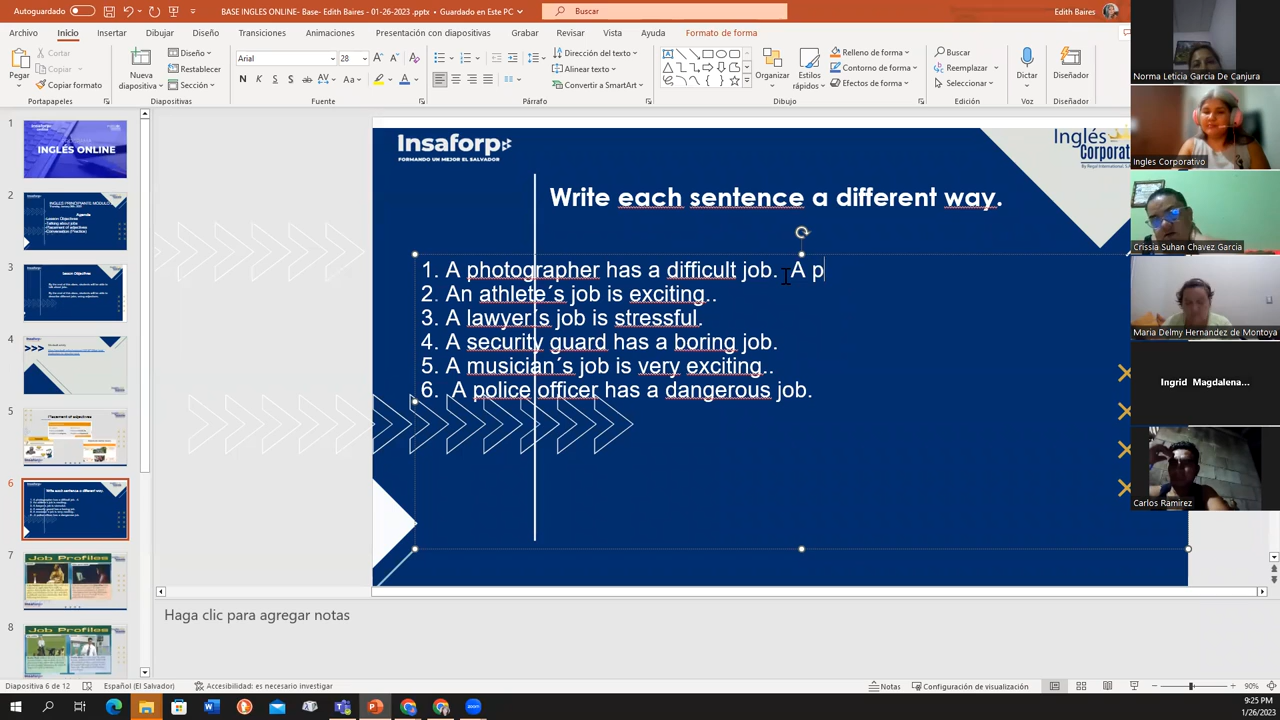 Autoguardado
BASE INGLES ONLINE- Base- Edith Baires -01-26-2023 .pptx • Guardado en Este PC
Buscar
Edith Baires
Archivo Inicio Insertar Dibujar Diseño Transiciones Animaciones Presentación con diapositivas Grabar Revisar Vista Ayuda Formato de forma
Pegar
Cortar
Copiar
Copiar formato
Portapapeles
Nueva diapositiva
Diseño
Restablecer
Sección
Diapositivas
Arial 28
Fuente
Dirección del texto
Alinear texto
Convertir a SmartArt
Párrafo
Organizar
Estilos rápidos
Relleno de forma
Contorno de forma
Efectos de forma
Dibujo
Buscar
Reemplazar
Seleccionar
Edición
Dictar
Voz
Diseñador
Diseñador
1
INGLÉS ONLINE
2
3
4
5
6
7
Job Profiles
8
Job Profiles
Insaforp
FORMANDO UN MEJOR EL SALVADOR
Inglés
Corporat
Write each sentence a different way.
1. A photographer has a difficult job. A p
2. An athlete´s job is exciting..
3. A lawyer´s job is stressful.
4. A security guard has a boring job.
5. A musician´s job is very exciting..
6. A police officer has a dangerous job.
Norma Leticia Garcia De Canjura
Ingles Corporativo
Crissia Suhan Chavez Garcia
Maria Delmy Hernandez de Montoya
Ingrid Magdalena...
Carlos Ramirez
Haga clic para agregar notas
Diapositiva 6 de 12
Español (El Salvador)
Accesibilidad: es necesario investigar
Notas
Configuración de visualización
90%
9:25 PM
1/26/2023